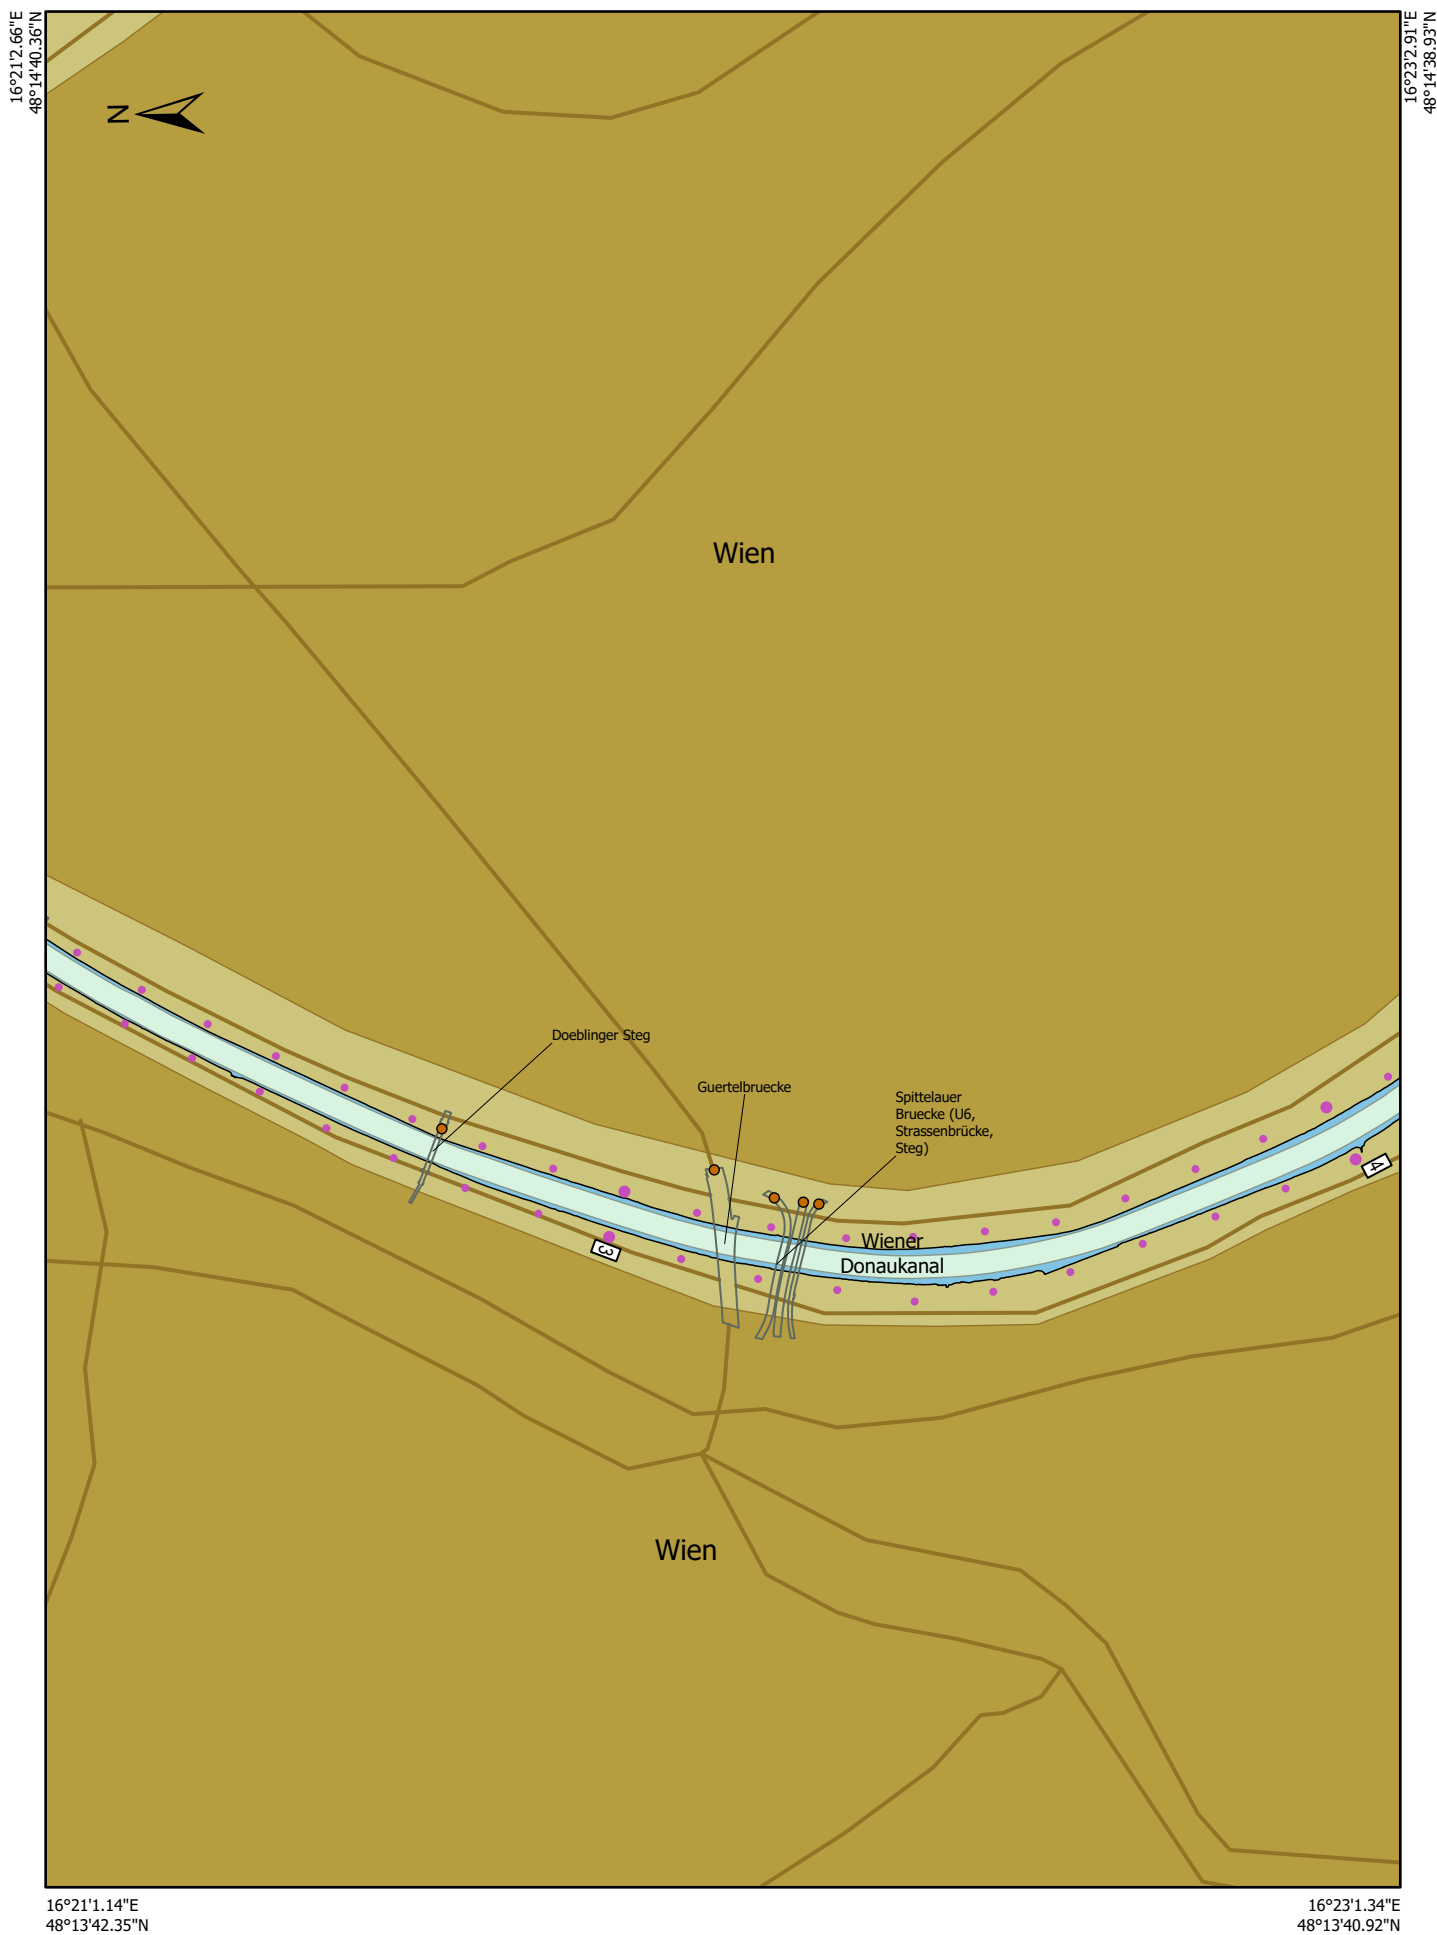 16°21'2.66"E
48°14'40.36"N
16°23'2.91"E
48°14'38.93"N
N
Wien
Doeblinger Steg
Guertelbruecke
Spittelauer
Bruecke (U6,
Strassenbrücke,
Steg)
4
Wiener
3
Donaukanal
Wien
16°21'1.14"E
48°13'42.35"N
16°23'1.34"E
48°13'40.92"N